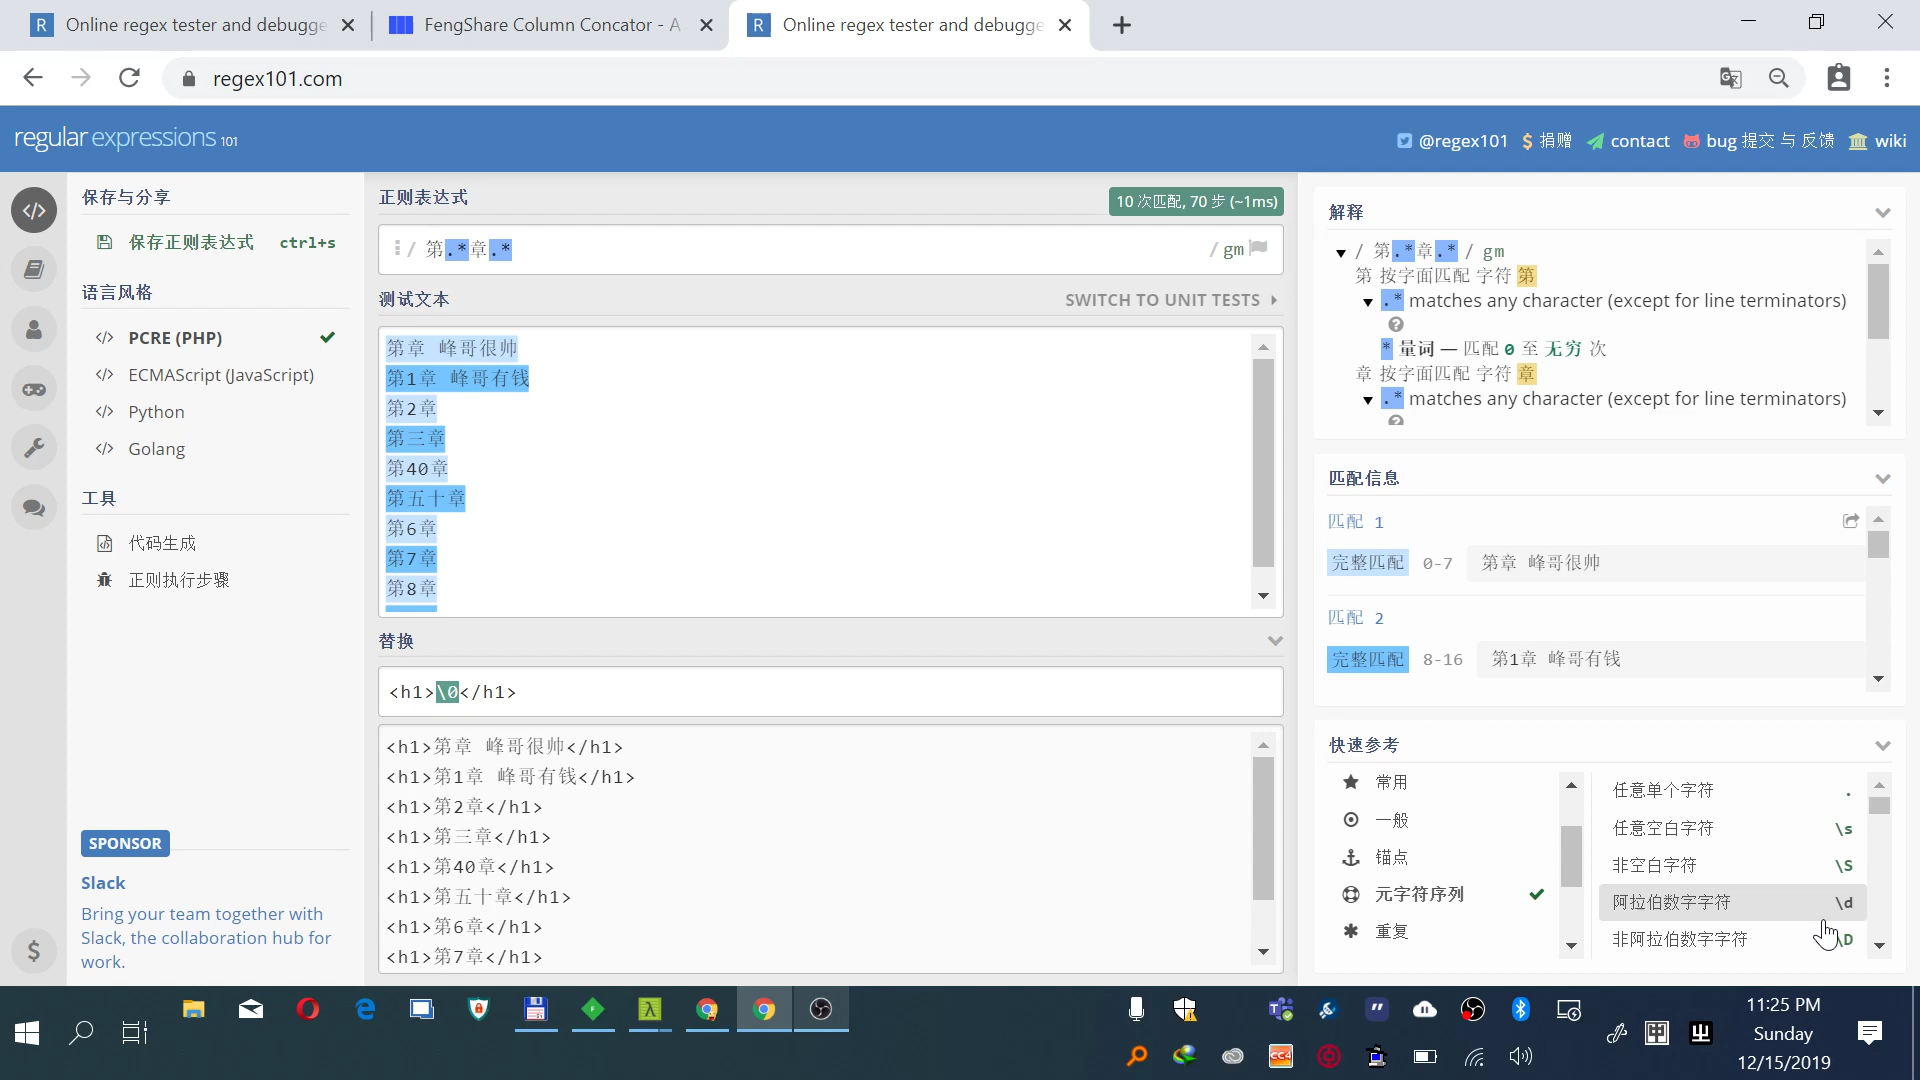 Online regex tester and debugge
FengShare Column Concator - A
Online regex tester and debugge
regex101.com
regular expressions 101
@regex101
$ 捐赠
contact
bug 提交 与 反馈
wiki
保存与分享
保存正则表达式 ctrl+s
语言风格
</> PCRE (PHP)
</> ECMAScript (JavaScript)
</> Python
</> Golang
工具
代码生成
正则执行步骤
SPONSOR
Slack
Bring your team together with
Slack, the collaboration hub for
work.
正则表达式
10 次匹配, 70 步 (~1ms)
/ 第.*章.* / gm
测试文本
SWITCH TO UNIT TESTS
第章 峰哥很帅
第1章 峰哥有钱
第2章
第三章
第40章
第五十章
第6章
第7章
第8章
替换
<h1>\0</h1>
<h1>第章 峰哥很帅</h1>
<h1>第1章 峰哥有钱</h1>
<h1>第2章</h1>
<h1>第三章</h1>
<h1>第40章</h1>
<h1>第五十章</h1>
<h1>第6章</h1>
<h1>第7章</h1>
解释
/ 第.*章.* / gm
第 按字面匹配 字符 第
.* matches any character (except for line terminators)
* 量词 — 匹配 0 至 无穷 次
章 按字面匹配 字符 章
.* matches any character (except for line terminators)
匹配信息
匹配 1
完整匹配 0-7 第章 峰哥很帅
匹配 2
完整匹配 8-16 第1章 峰哥有钱
快速参考
常用
一般
锚点
元字符序列
重复
任意单个字符 .
任意空白字符 \s
非空白字符 \S
阿拉伯数字字符 \d
非阿拉伯数字字符 \D
11:25 PM
Sunday
12/15/2019